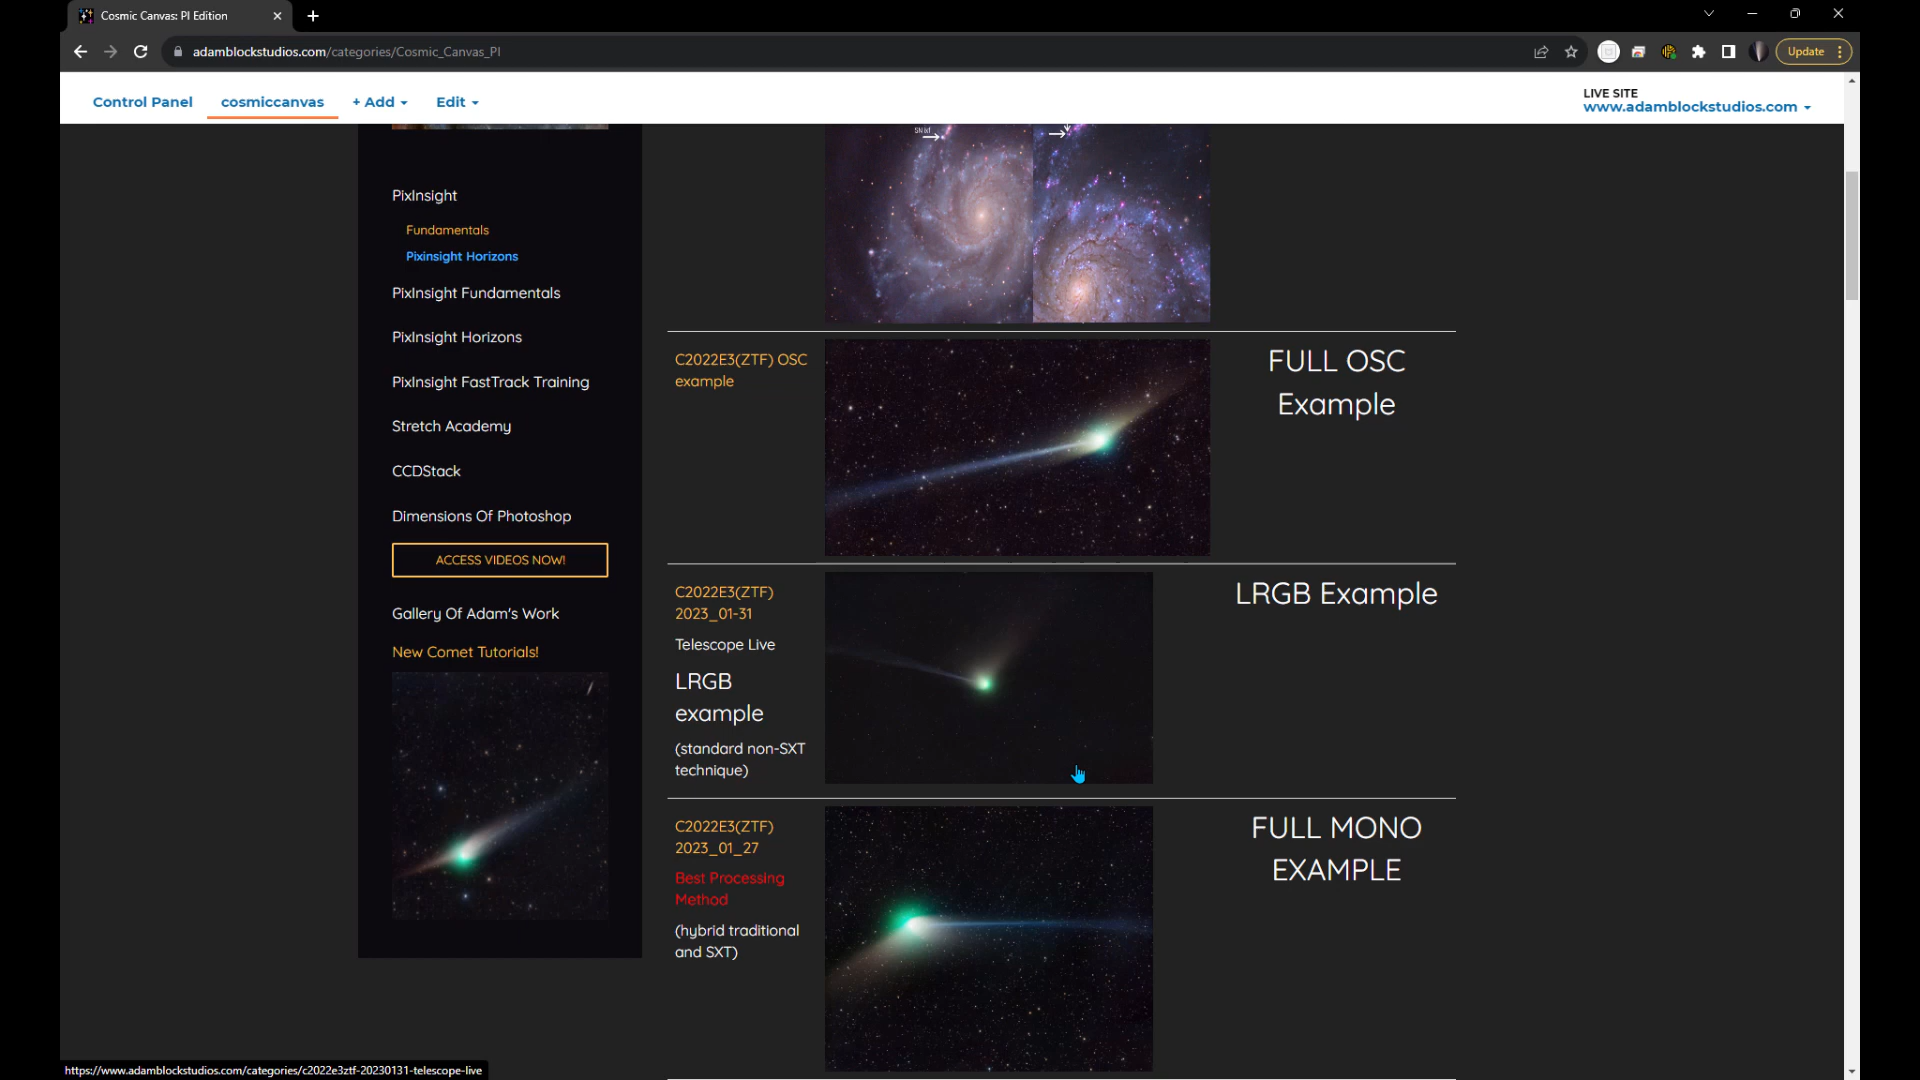 Cosmic Canvas: PI Edition
adamblockstudios.com/categories/Cosmic_Canvas_PI
Update
Control Panel
cosmiccanvas
+ Add
Edit
LIVE SITE
www.adamblockstudios.com
PixInsight
Fundamentals
Pixinsight Horizons
PixInsight Fundamentals
PixInsight Horizons
PixInsight FastTrack Training
Stretch Academy
CCDStack
Dimensions Of Photoshop
ACCESS VIDEOS NOW!
Gallery Of Adam's Work
New Comet Tutorials!
C2022E3(ZTF) OSC
example
FULL OSC
Example
C2022E3(ZTF)
2023_01-31
Telescope Live
LRGB
example
(standard non-SXT
technique)
LRGB Example
C2022E3(ZTF)
2023_01_27
Best Processing
Method
(hybrid traditional
and SXT)
FULL MONO
EXAMPLE
https://www.adamblockstudios.com/categories/c2022e3ztf-20230131-telescope-live